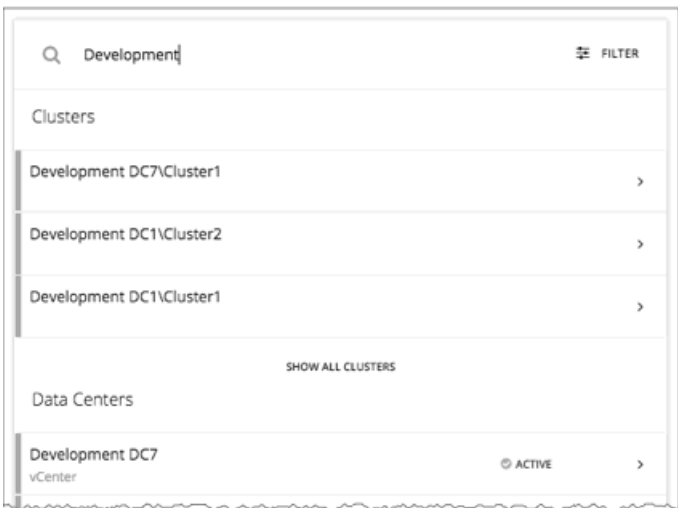 Development
FILTER
Clusters
Development DC7\Cluster1
Development DC1\Cluster2
Development DC1\Cluster1
SHOW ALL CLUSTERS
Data Centers
Development DC7
vCenter
ACTIVE